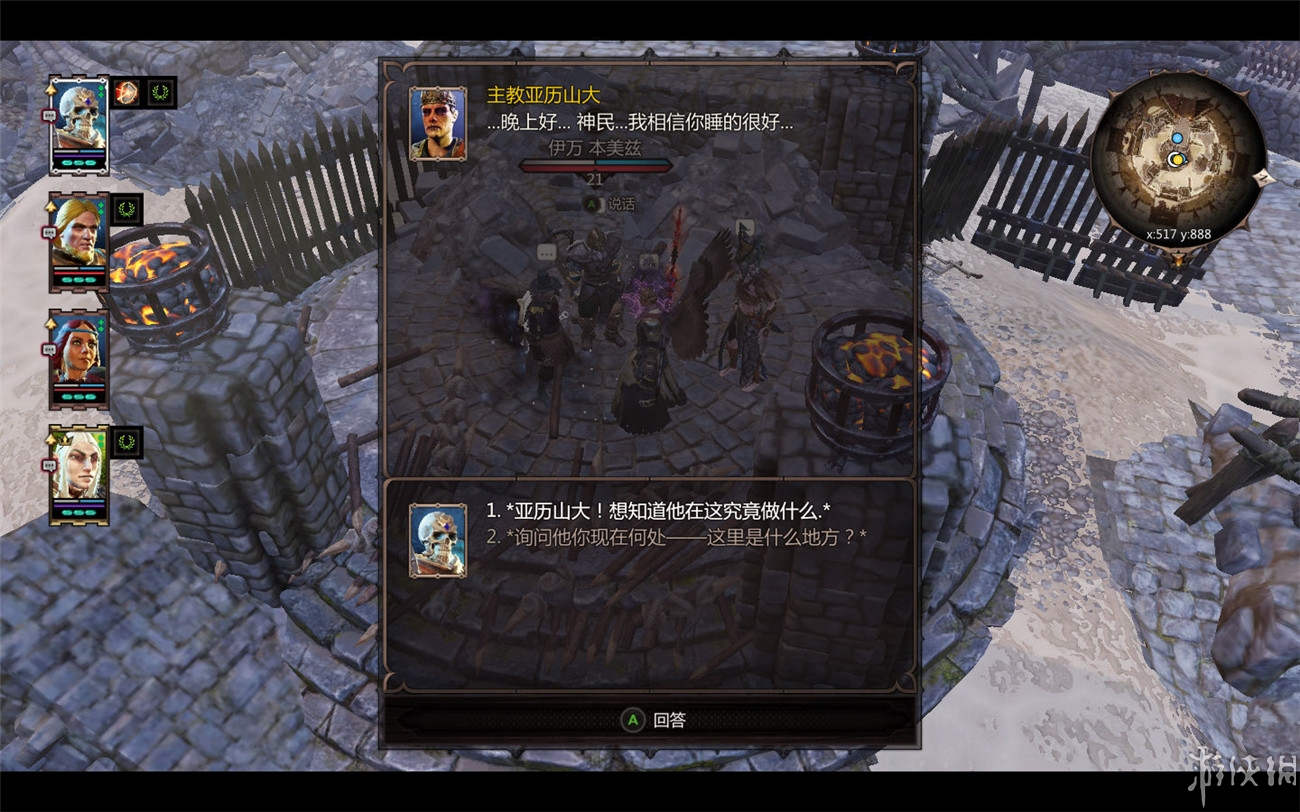 主教亚历山大
...晚上好... 神民...我相信你睡的很好...
伊万 本美兹
21
A 说话
x:517 y:888
1. *亚历山大！想知道他在这究竟做什么.*
2. *询问他你现在何处——这里是什么地方？*
A 回答
游侠网